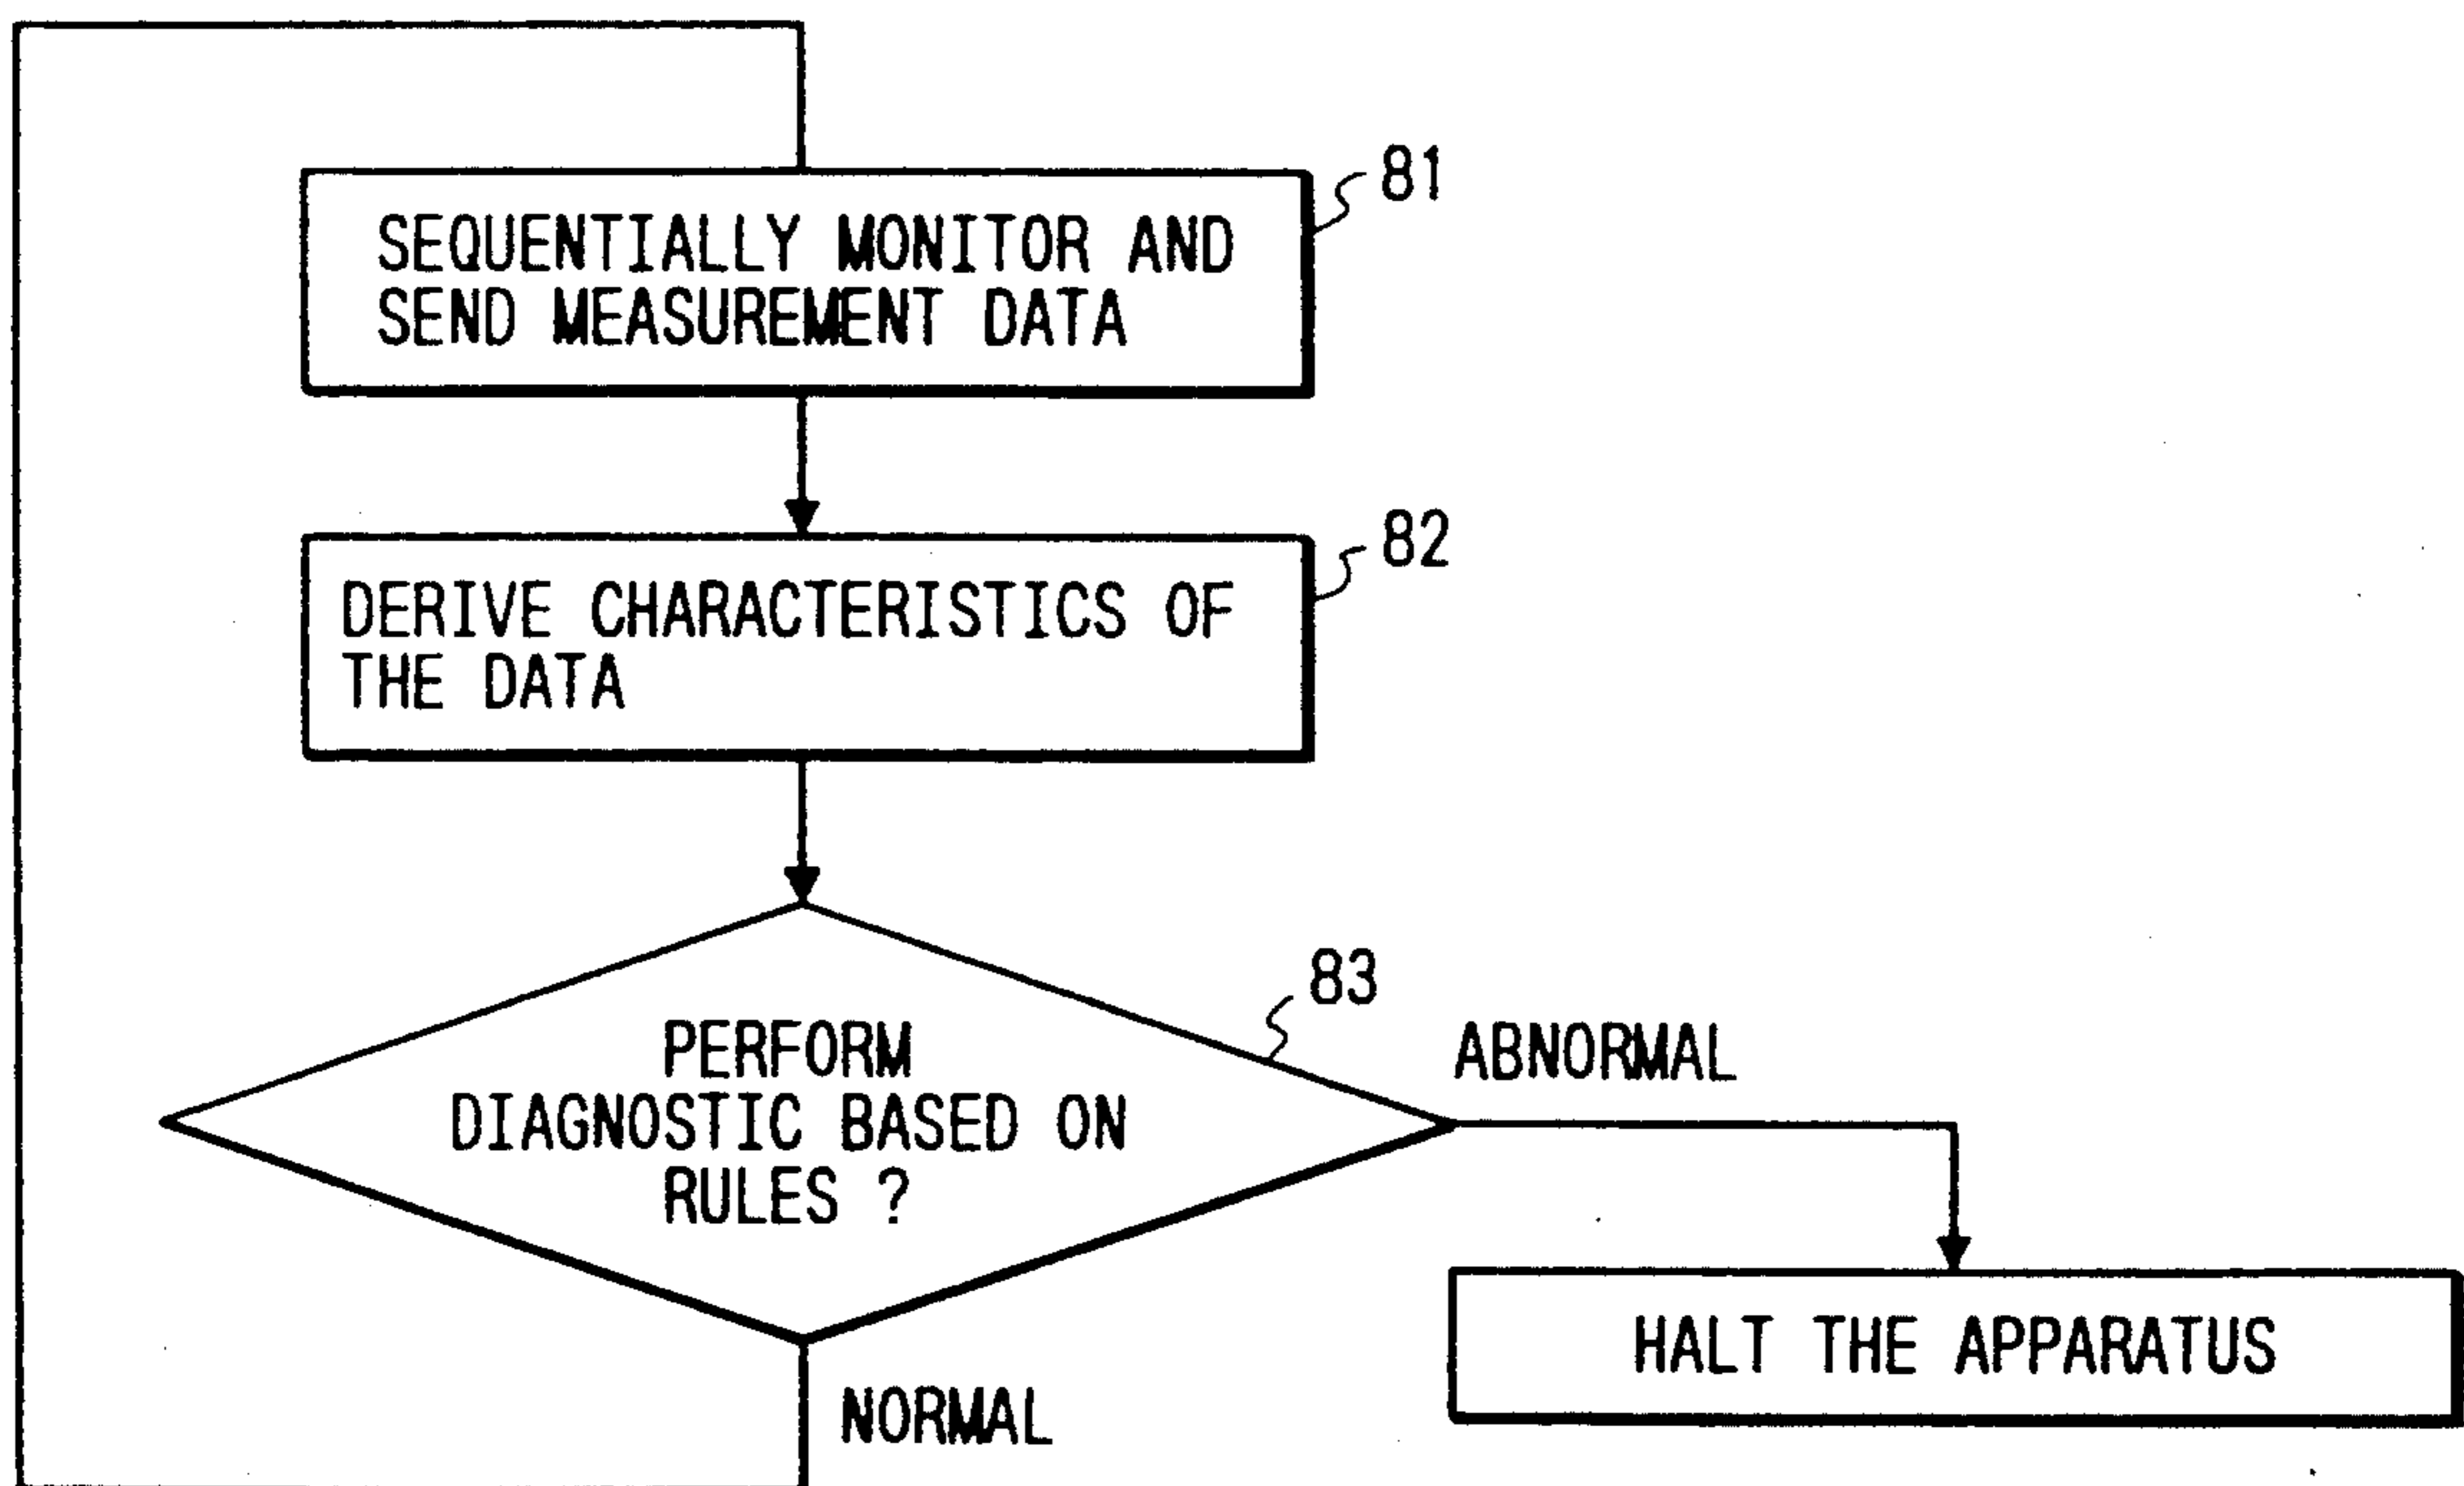 81
SEQUENTIALLY MONITOR AND
SEND MEASUREMENT DATA
82
DERIVE CHARACTERISTICS OF
THE DATA
83
PERFORM
DIAGNOSTIC BASED ON
RULES ?
ABNORMAL
HALT THE APPARATUS
NORMAL